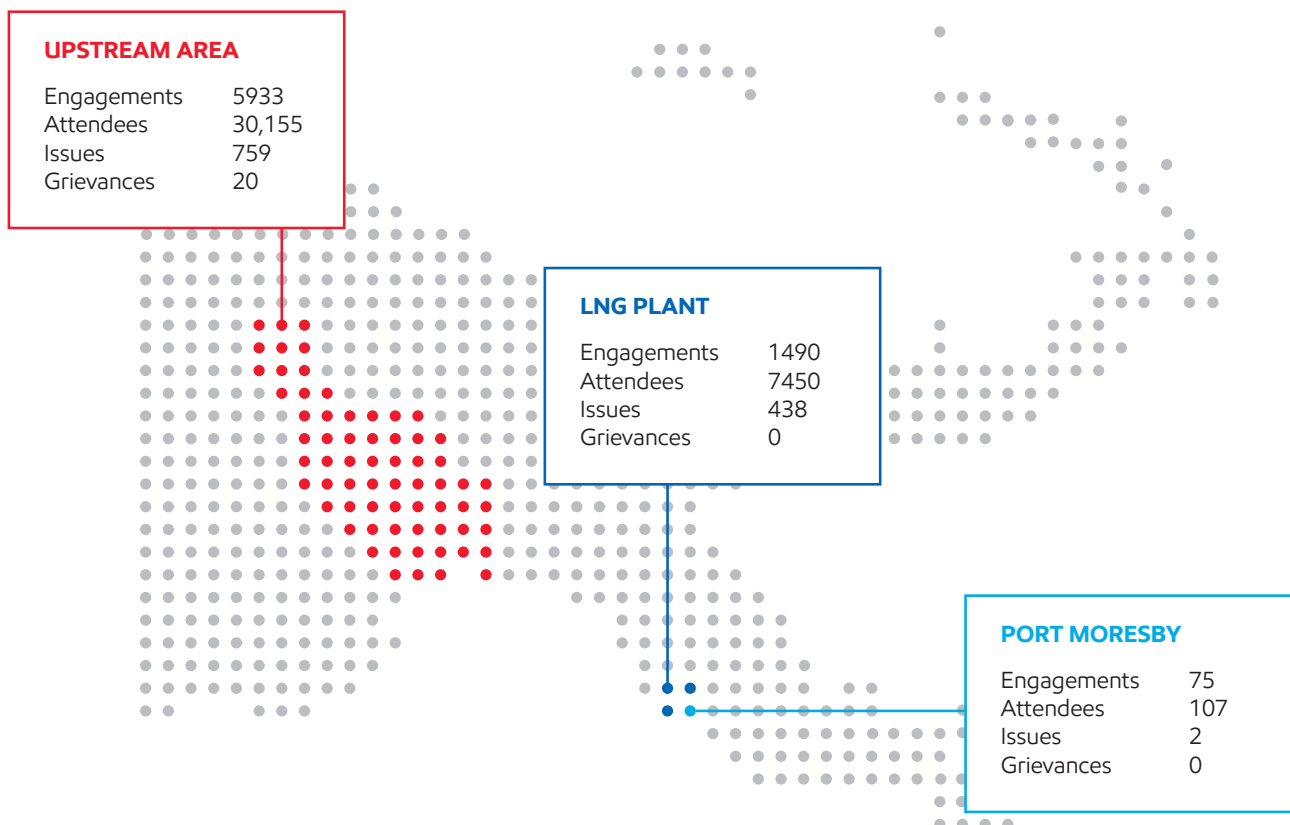 UPSTREAM AREA
Engagements 5933
Attendees 30,155
Issues 759
Grievances 20
LNG PLANT
Engagements 1490
Attendees 7450
Issues 438
Grievances 0
PORT MORESBY
Engagements 75
Attendees 107
Issues 2
Grievances 0